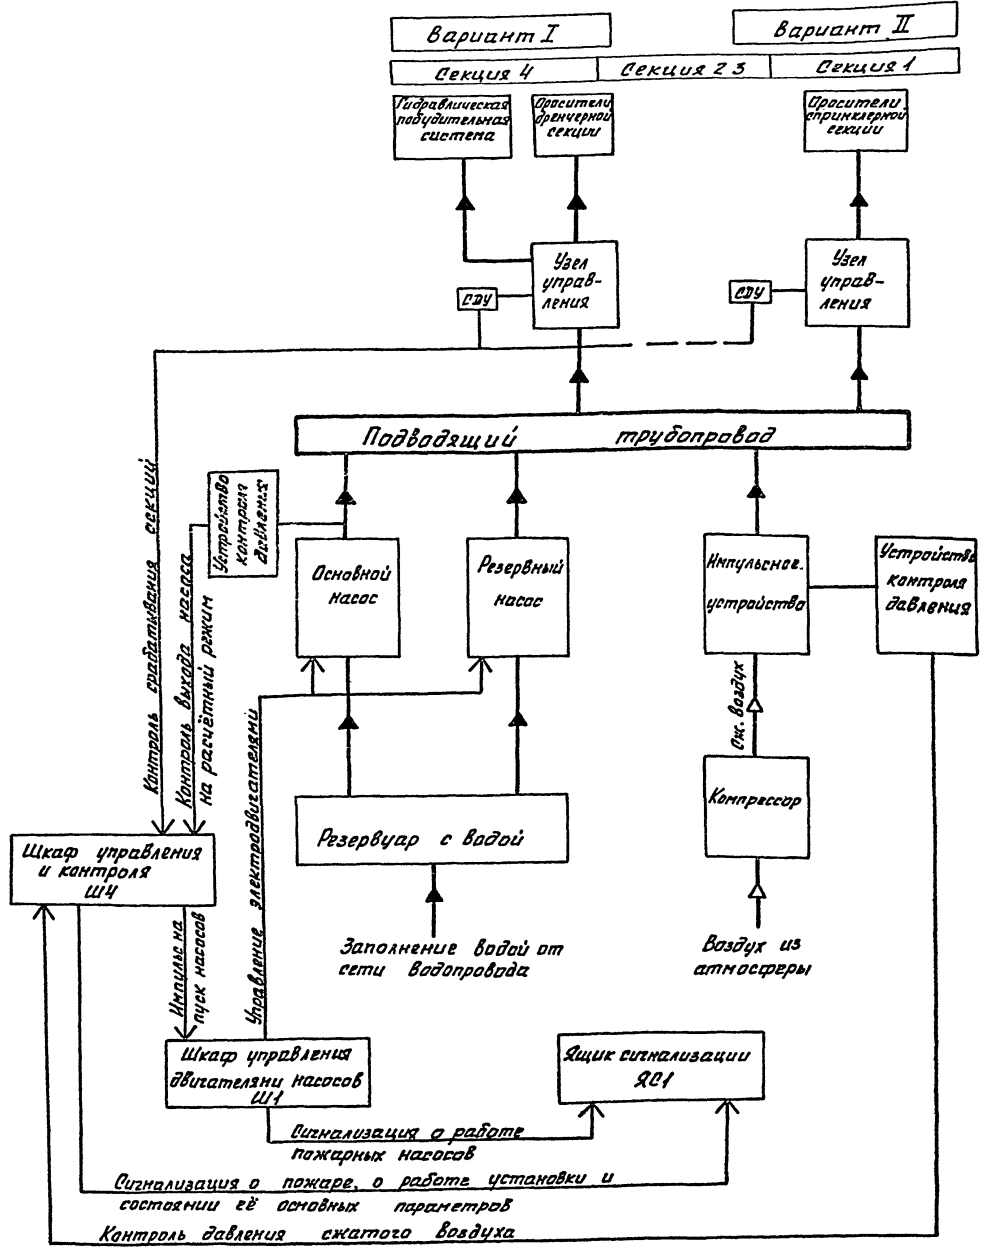 Вариант I
Вариант II
Секция 4
Секция 2 3
Секция 1
Гидравлическая
побудительная
система
Оросители
дренчерной
секции
Оросители
спринклерной
секции
Узел
управ-
ления
Узел
управ-
ления
СДУ
СДУ
Подводящий трубопровод
Контроль срабатывания секций
Контроль выхода насоса
на расчётный режим
Устройство
контроля
давления
Основной
насос
Резервный
насос
Импульсное
устройство
Устройство
контроля
давления
Сж. воздух
Управление электродвигателями
Резервуар с водой
Компрессор
Шкаф управления
и контроля
Ш4
Заполнение водой от
сети водопровода
Воздух из
атмосферы
Импульс на
пуск насосов
Шкаф управления
двигателями насосов
Ш1
Ящик сигнализации
ЯС1
Сигнализация о работе
пожарных насосов
Сигнализация о пожаре, о работе установки и
состоянии её основных параметров
Контроль давления сжатого воздуха